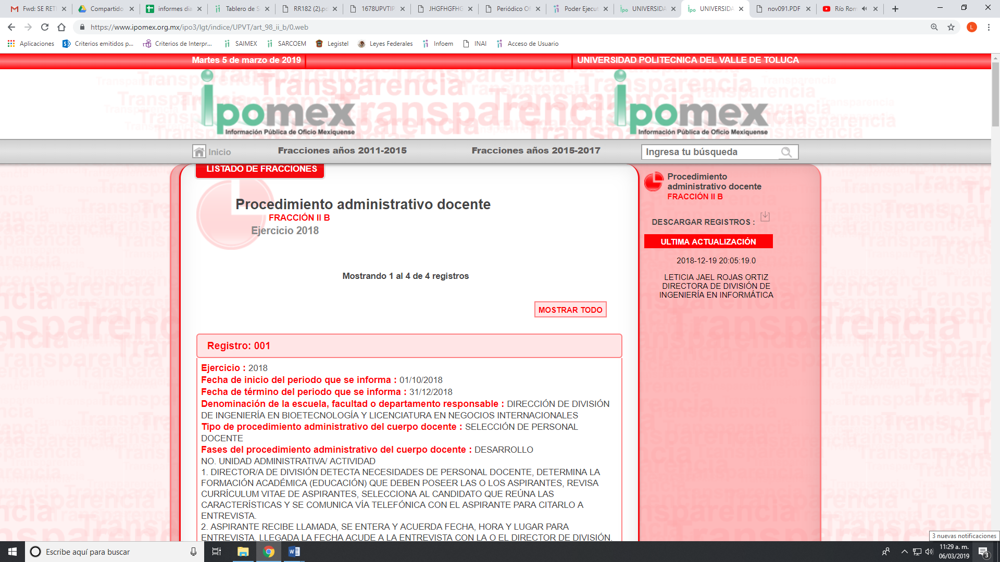 Fwd: SE RETI
Compartido
informes dia
Tablero de S
RR182 (2).pc
1678UPVTIP
JHGFHGFHG
Periódico Of
Poder Ejecut
UNIVERSIDA
UNIVERSIDA
nov091.PDF
Río Rom
https://www.ipomex.org.mx/ipo3/lgt/indice/UPVT/art_98_ii_b/0.web
L
Aplicaciones
Criterios emitidos p...
Criterios de Interpr...
SAIMEX
SARCOEM
Legistel
Leyes Federales
Infoem
INAI
Acceso de Usuario
Martes 5 de marzo de 2019
UNIVERSIDAD POLITECNICA DEL VALLE DE TOLUCA
Transparencia
ipomex
Información Pública de Oficio Mexiquense
ipomex
Información Pública de Oficio Mexiquense
Inicio
Fracciones años 2011-2015
Fracciones años 2015-2017
Ingresa tu búsqueda
LISTADO DE FRACCIONES
Procedimiento administrativo docente
FRACCIÓN II B
Ejercicio 2018
Mostrando 1 al 4 de 4 registros
MOSTRAR TODO
Registro: 001
Ejercicio : 2018
Fecha de inicio del periodo que se informa : 01/10/2018
Fecha de término del periodo que se informa : 31/12/2018
Denominación de la escuela, facultad o departamento responsable : DIRECCIÓN DE DIVISIÓN
DE INGENIERÍA EN BIOETECNOLOGÍA Y LICENCIATURA EN NEGOCIOS INTERNACIONALES
Tipo de procedimiento administrativo del cuerpo docente : SELECCIÓN DE PERSONAL
DOCENTE
Fases del procedimiento administrativo del cuerpo docente : DESARROLLO
NO. UNIDAD ADMINISTRATIVA/ ACTIVIDAD
1. DIRECTOR/A DE DIVISIÓN DETECTA NECESIDADES DE PERSONAL DOCENTE, DETERMINA LA
FORMACIÓN ACADÉMICA (EDUCACIÓN) QUE DEBEN POSEER LAS O LOS ASPIRANTES, REVISA
CURRÍCULUM VITAE DE ASPIRANTES, SELECCIONA AL CANDIDATO QUE REÚNA LAS
CARACTERÍSTICAS Y SE COMUNICA VÍA TELEFÓNICA CON EL ASPIRANTE PARA CITARLO A
ENTREVISTA.
2. ASPIRANTE RECIBE LLAMADA, SE ENTERA Y ACUERDA FECHA, HORA Y LUGAR PARA
ENTREVISTA. LLEGADA LA FECHA ACUDE A LA ENTREVISTA CON LA O EL DIRECTOR DE DIVISIÓN.
Procedimiento
administrativo docente
FRACCIÓN II B
DESCARGAR REGISTROS :
ULTIMA ACTUALIZACIÓN
2018-12-19 20:05:19.0
LETICIA JAEL ROJAS ORTIZ
DIRECTORA DE DIVISIÓN DE
INGENIERÍA EN INFORMÁTICA
3 nuevas notificaciones
Escribe aquí para buscar
11:29 a. m.
06/03/2019
3